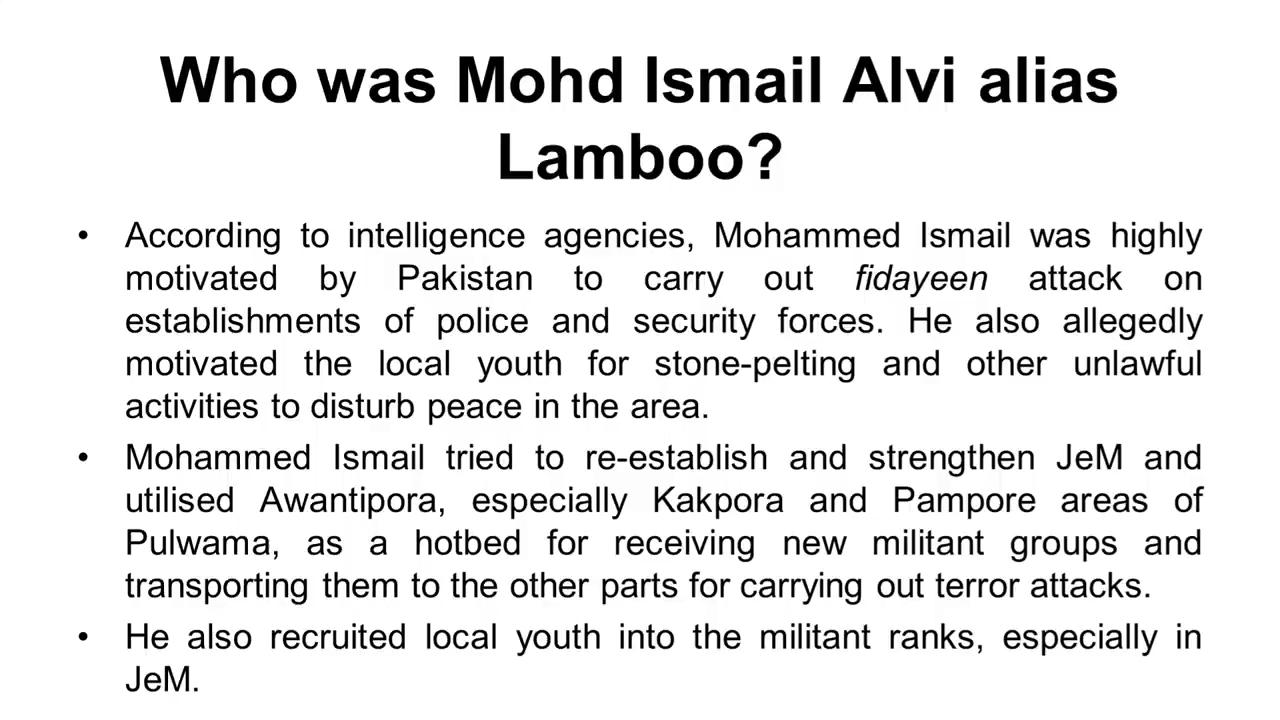 Who was Mohd Ismail Alvi alias
Lamboo?
• According to intelligence agencies, Mohammed Ismail was highly
motivated by Pakistan to carry out fidayeen attack on
establishments of police and security forces. He also allegedly
motivated the local youth for stone-pelting and other unlawful
activities to disturb peace in the area.
• Mohammed Ismail tried to re-establish and strengthen JeM and
utilised Awantipora, especially Kakpora and Pampore areas of
Pulwama, as a hotbed for receiving new militant groups and
transporting them to the other parts for carrying out terror attacks.
• He also recruited local youth into the militant ranks, especially in
JeM.